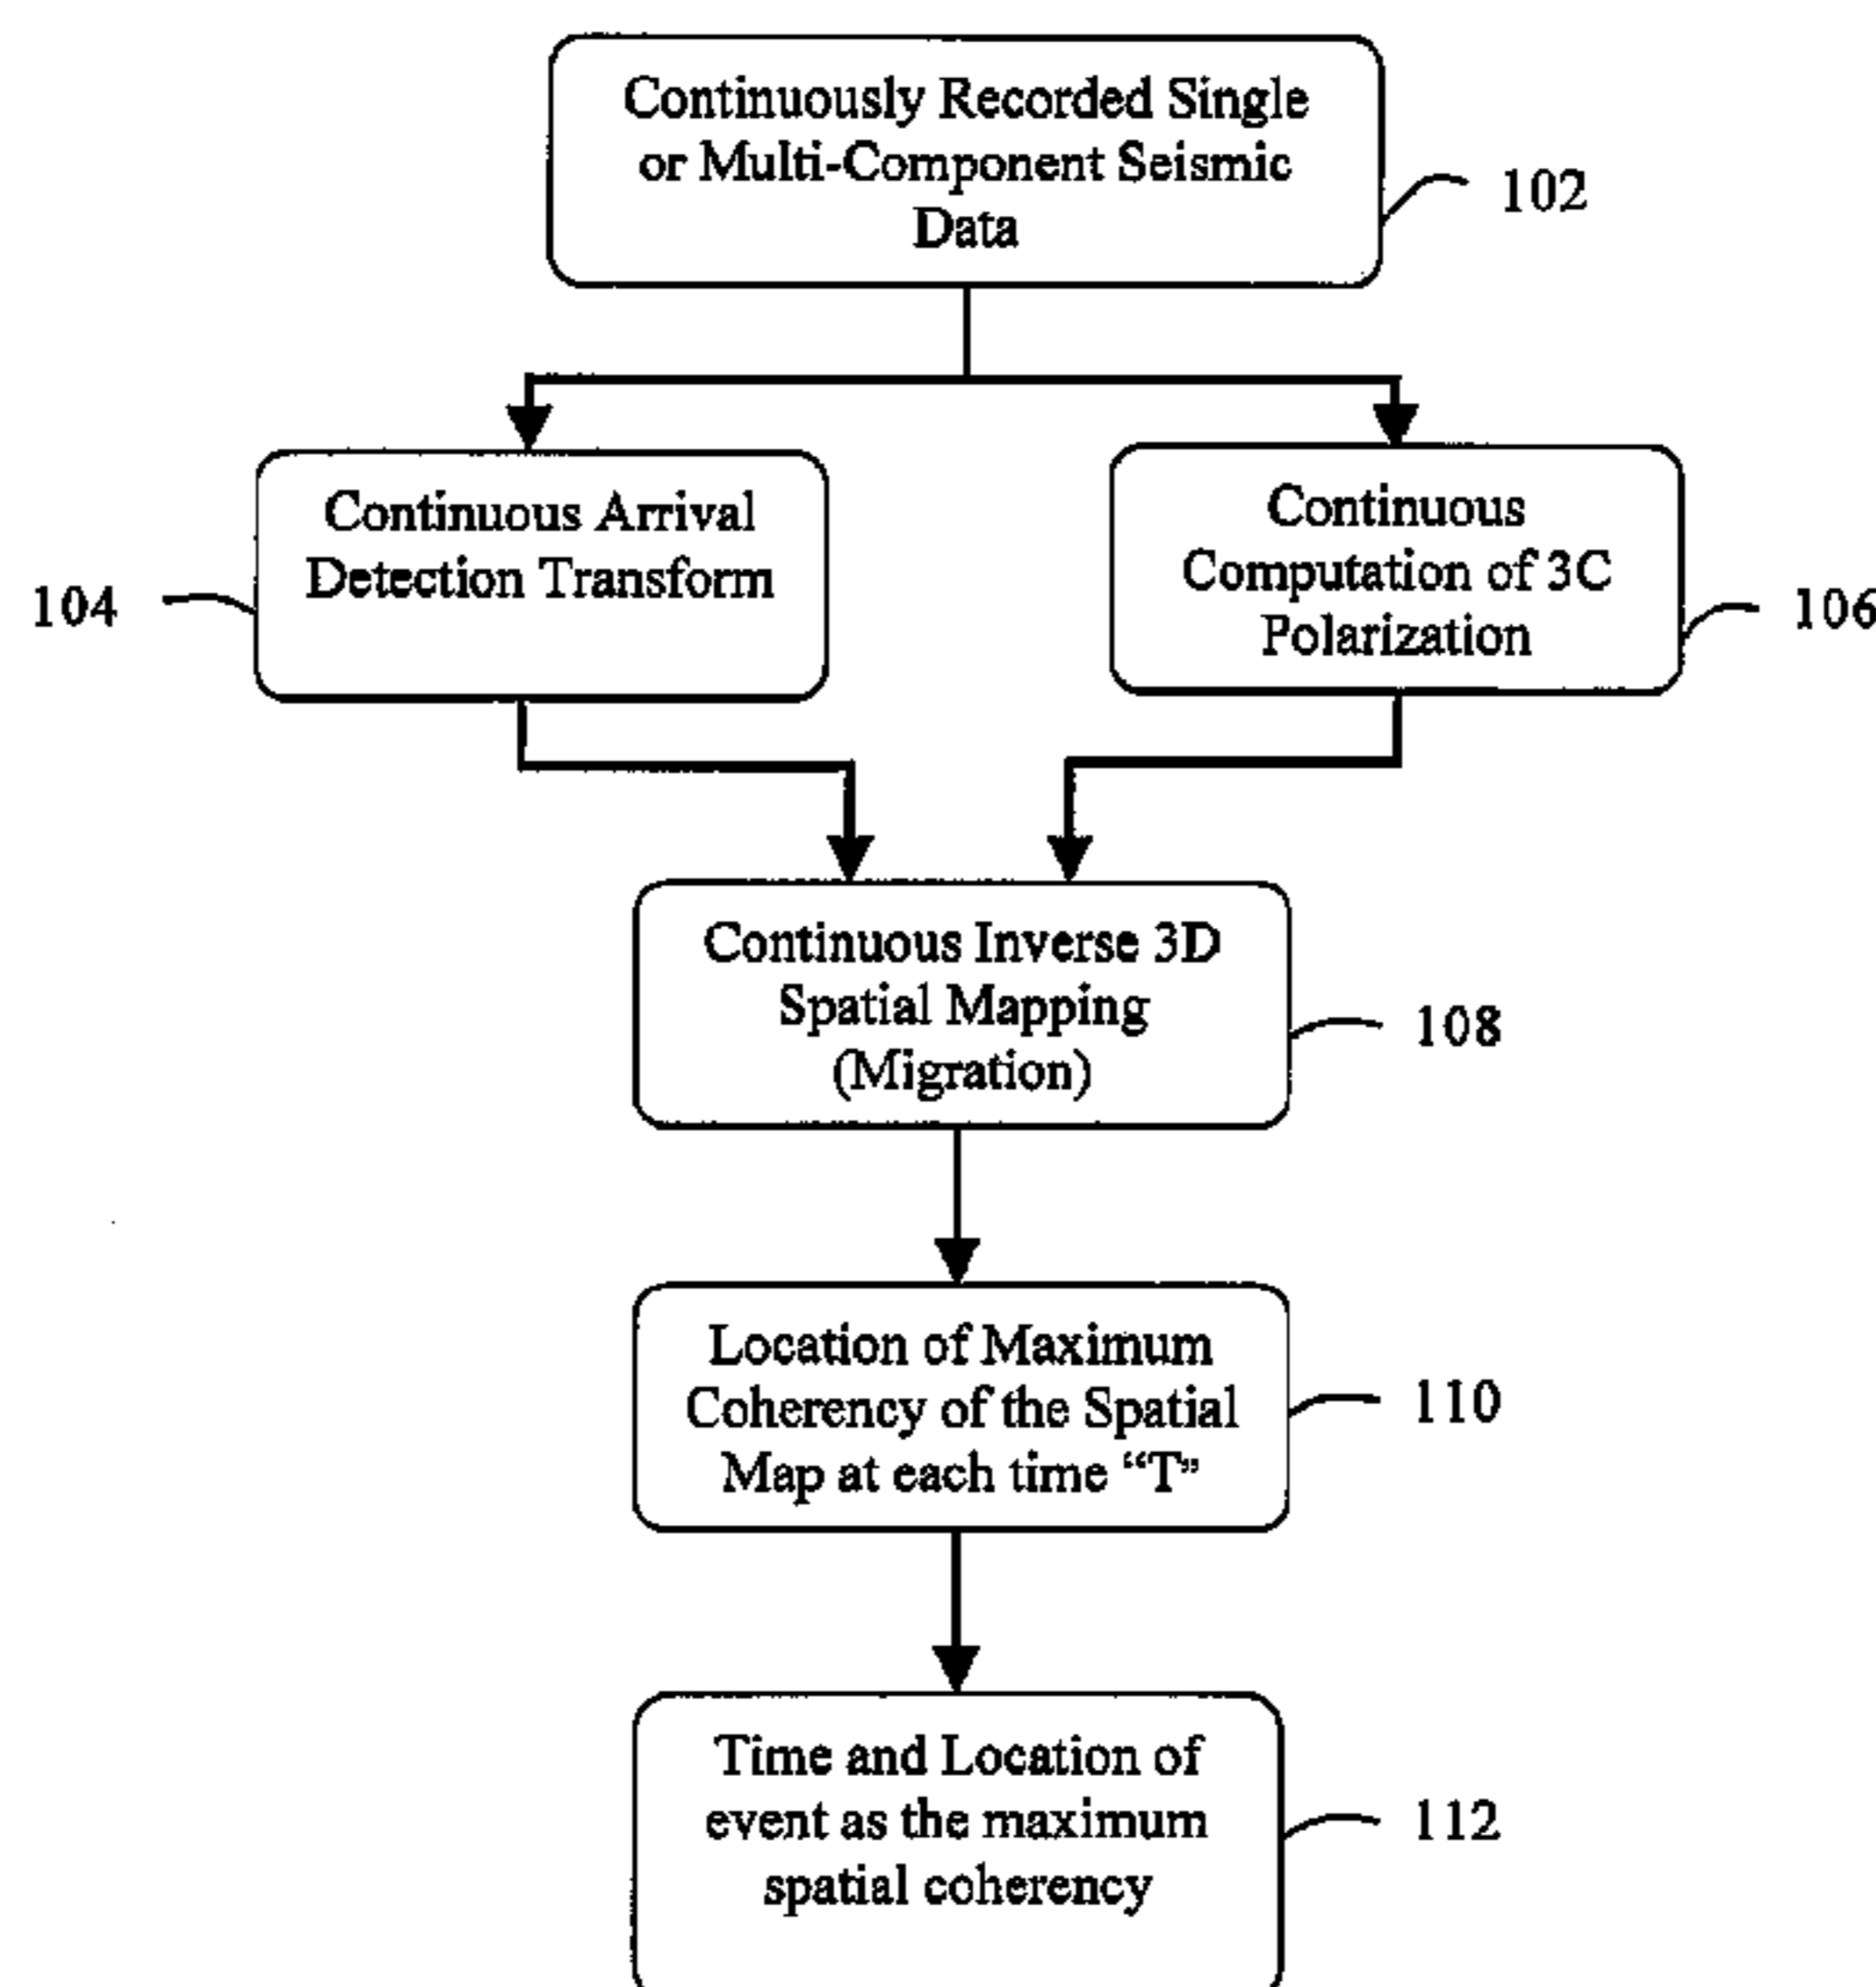 Continuously Recorded Single
or Multi-Component Seismic
Data
102
Continuous Arrival
Detection Transform
104
Continuous
Computation of 3C
Polarization
106
Continuous Inverse 3D
Spatial Mapping
(Migration)
108
Location of Maximum
Coherency of the Spatial
Map at each time “T”
110
Time and Location of
event as the maximum
spatial coherency
112